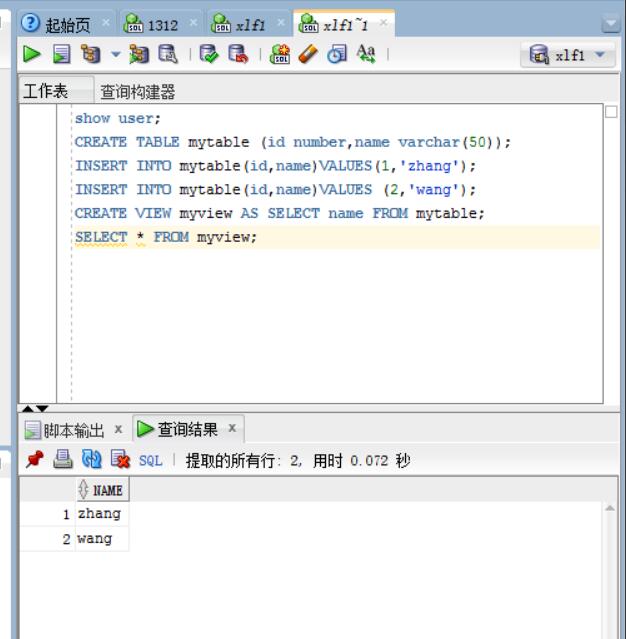 起始页 1312 xlf1 xlf1~1
xlf1
工作表 查询构建器
show user;
CREATE TABLE mytable (id number,name varchar(50));
INSERT INTO mytable(id,name)VALUES(1,'zhang');
INSERT INTO mytable(id,name)VALUES (2,'wang');
CREATE VIEW myview AS SELECT name FROM mytable;
SELECT * FROM myview;
脚本输出 x 查询结果 x
SQL | 提取的所有行: 2, 用时 0.072 秒
NAME
1 zhang
2 wang